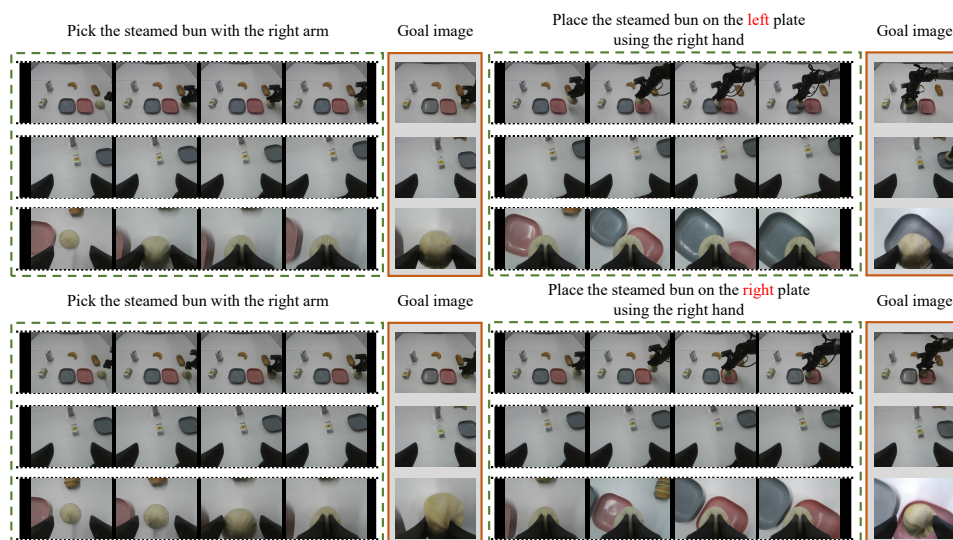 Pick the steamed bun with the right arm
Goal image
Place the steamed bun on the left plate
using the right hand
Goal image
Pick the steamed bun with the right arm
Goal image
Place the steamed bun on the right plate
using the right hand
Goal image